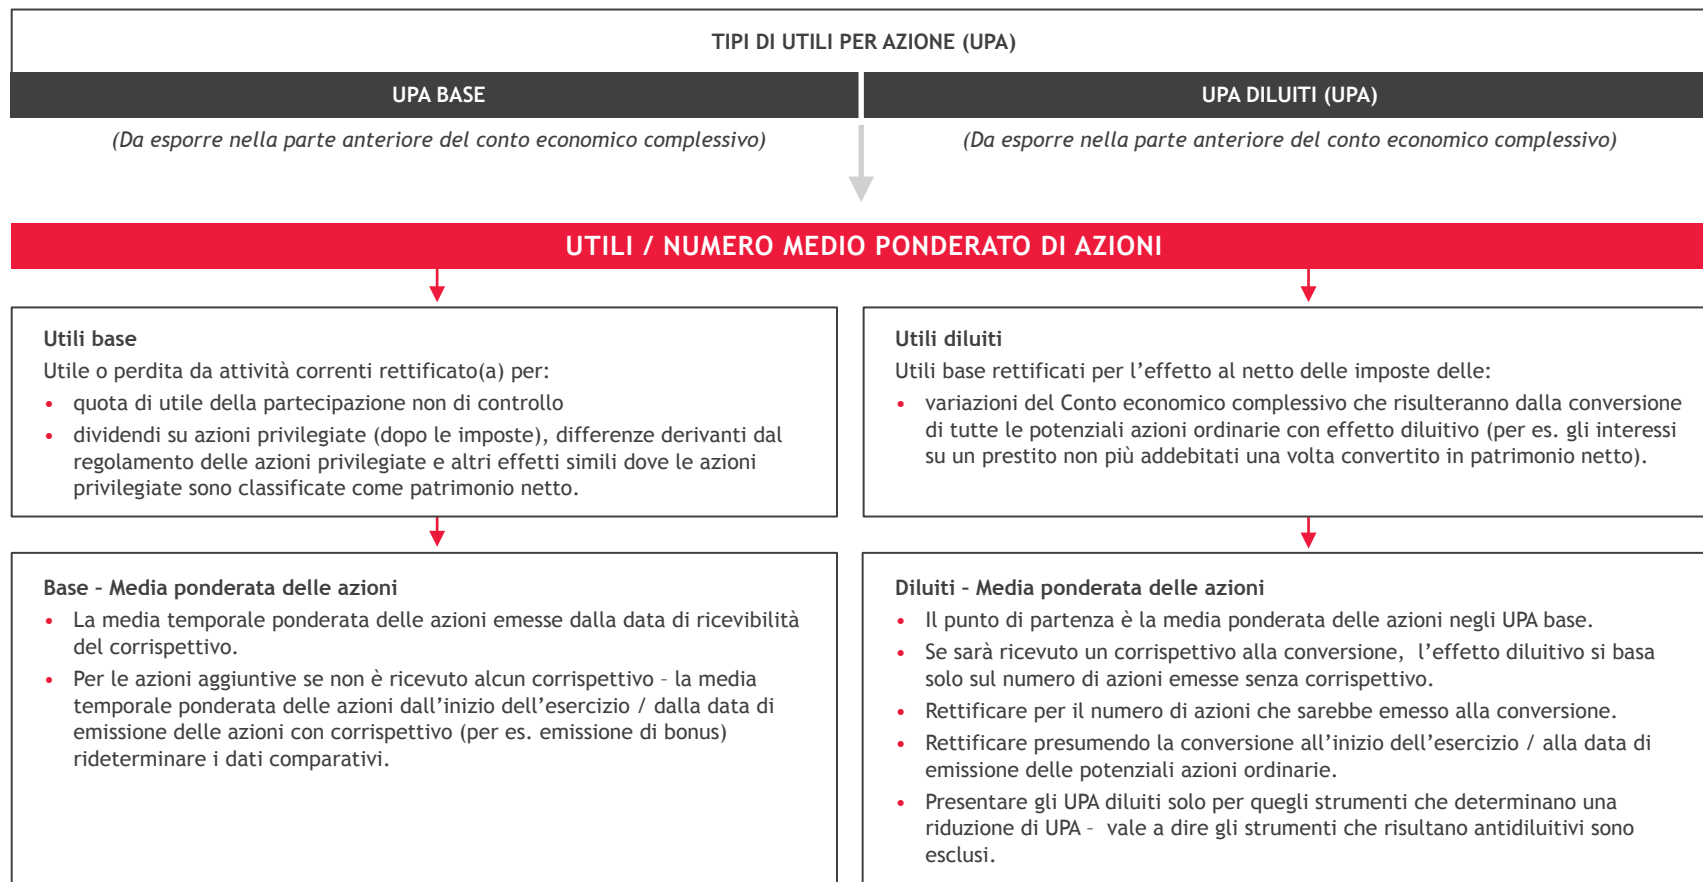 TIPI DI UTILI PER AZIONE (UPA)
UPA BASE
UPA DILUITI (UPA)
(Da esporre nella parte anteriore del conto economico complessivo)
(Da esporre nella parte anteriore del conto economico complessivo)
UTILI / NUMERO MEDIO PONDERATO DI AZIONI
Utili base
Utile o perdita da attività correnti rettificato(a) per:
• quota di utile della partecipazione non di controllo
• dividendi su azioni privilegiate (dopo le imposte), differenze derivanti dal
regolamento delle azioni privilegiate e altri effetti simili dove le azioni
privilegiate sono classificate come patrimonio netto.
Utili diluiti
Utili base rettificati per l’effetto al netto delle imposte delle:
• variazioni del Conto economico complessivo che risulteranno dalla conversione
di tutte le potenziali azioni ordinarie con effetto diluitivo (per es. gli interessi
su un prestito non più addebitati una volta convertito in patrimonio netto).
Base – Media ponderata delle azioni
• La media temporale ponderata delle azioni emesse dalla data di ricevibilità
del corrispettivo.
• Per le azioni aggiuntive se non è ricevuto alcun corrispettivo – la media
temporale ponderata delle azioni dall’inizio dell’esercizio / dalla data di
emissione delle azioni con corrispettivo (per es. emissione di bonus)
rideterminare i dati comparativi.
Diluiti – Media ponderata delle azioni
• Il punto di partenza è la media ponderata delle azioni negli UPA base.
• Se sarà ricevuto un corrispettivo alla conversione, l’effetto diluitivo si basa
solo sul numero di azioni emesse senza corrispettivo.
• Rettificare per il numero di azioni che sarebbe emesso alla conversione.
• Rettificare presumendo la conversione all’inizio dell’esercizio / alla data di
emissione delle potenziali azioni ordinarie.
• Presentare gli UPA diluiti solo per quegli strumenti che determinano una
riduzione di UPA – vale a dire gli strumenti che risultano antidiluitivi sono
esclusi.